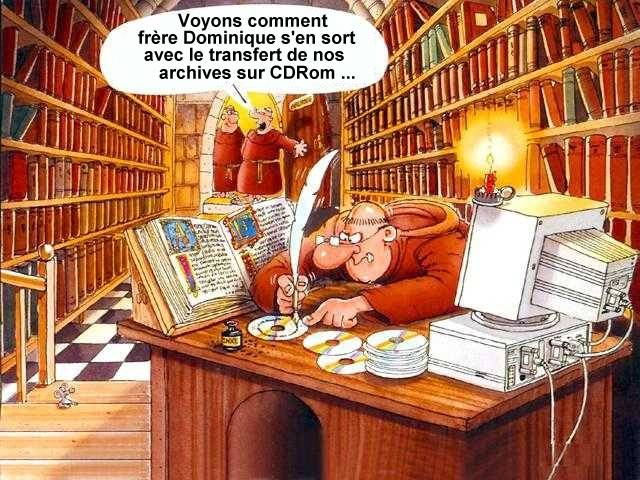 Voyons comment
frère Dominique s'en sort
avec le transfert de nos
archives sur CDRom ...